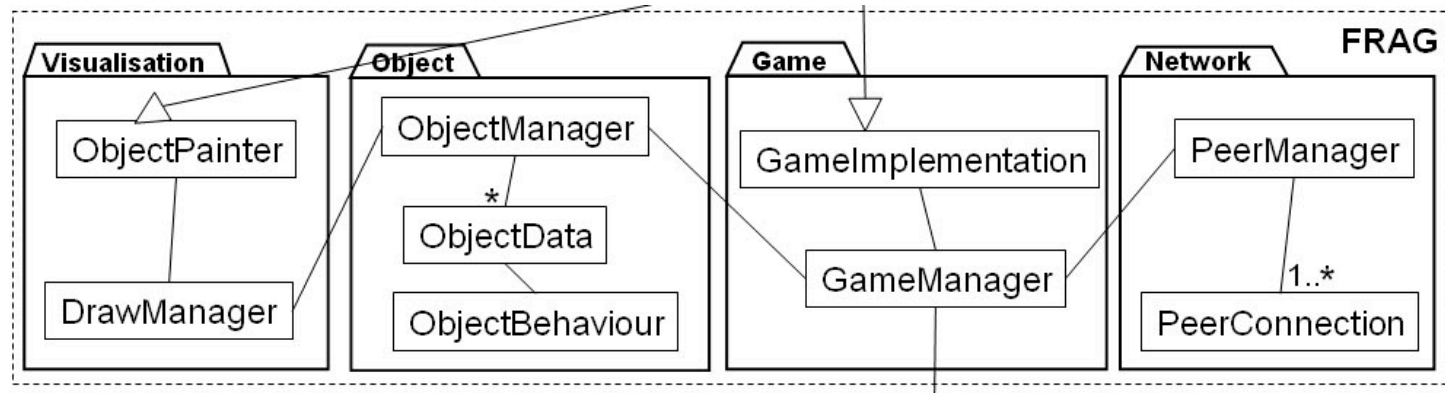 FRAG
Visualisation
ObjectPainter
DrawManager
Object
ObjectManager
*
ObjectData
ObjectBehaviour
Game
GameImplementation
GameManager
Network
PeerManager
1..*
PeerConnection